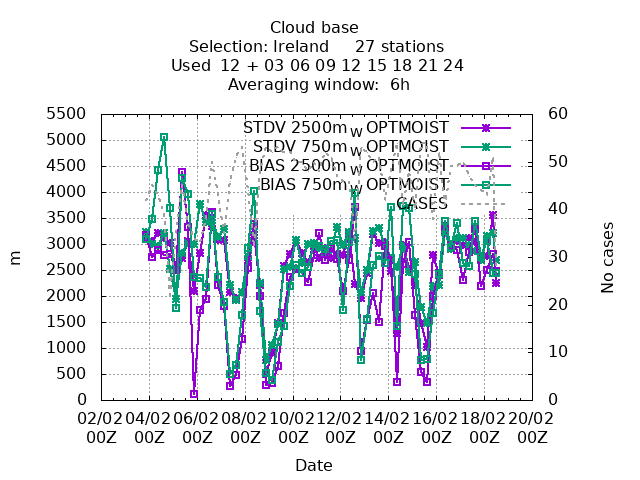 Cloud base
Selection: Ireland 27 stations
Used 12 + 03 06 09 12 15 18 21 24
Averaging window: 6h
5500
5000
4500
4000
3500
3000
2500
2000
1500
1000
500
0
m
60
50
40
30
20
10
0
No cases
STDV 2500m_w OPTMOIST
STDV 750m_w OPTMOIST
BIAS 2500m_w OPTMOIST
BIAS 750m_w OPTMOIST
CASES
02/02 04/02 06/02 08/02 10/02 12/02 14/02 16/02 18/02 20/02
00Z 00Z 00Z 00Z 00Z 00Z 00Z 00Z 00Z 00Z
Date